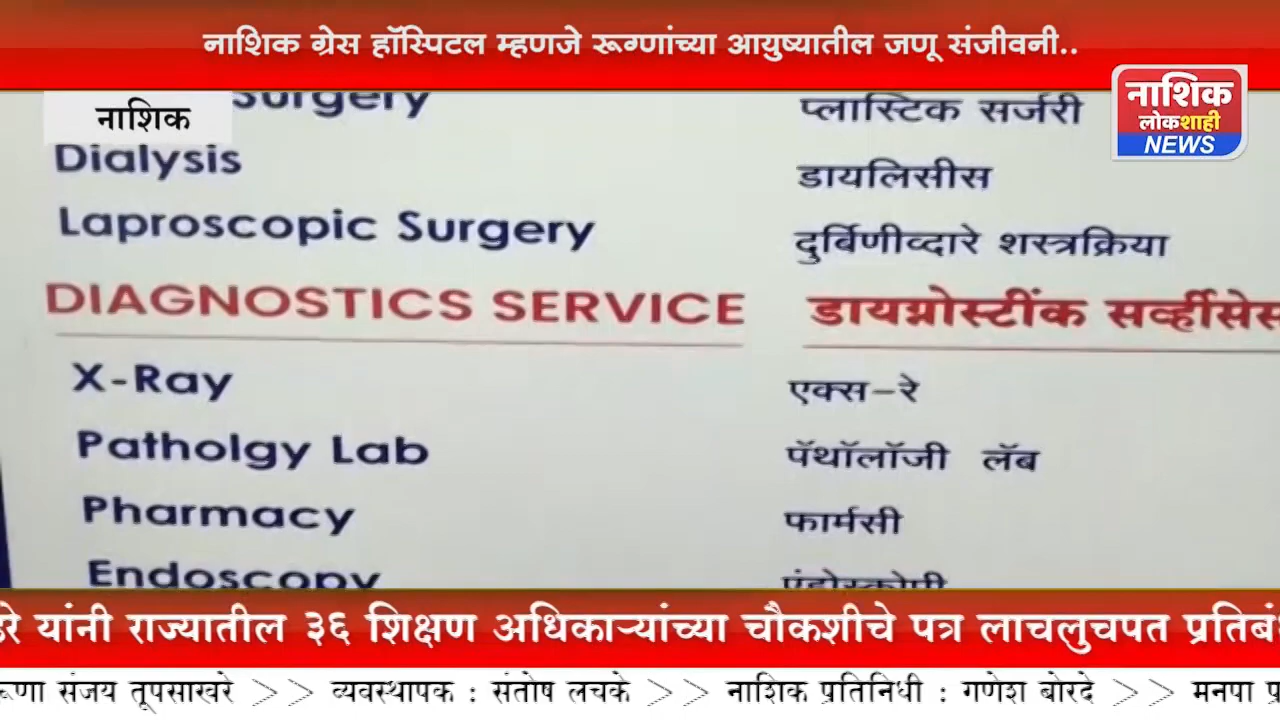 नाशिक ग्रेस हॉस्पिटल म्हणजे रूग्णांच्या आयुष्यातील जणू संजीवनी..
नाशिक
लोकशाही
NEWS
नाशिक
Surgery प्लास्टिक सर्जरी
Dialysis डायलिसीस
Laproscopic Surgery दुर्बिणीव्दारे शस्त्रक्रिया
DIAGNOSTICS SERVICE डायग्नोस्टींक सर्व्हीसेस
X-Ray एक्स-रे
Patholgy Lab पॅथॉलॉजी लॅब
Pharmacy फार्मसी
Endoscopy एंडोस्कोपी
यांनी राज्यातील ३६ शिक्षण अधिकाऱ्यांच्या चौकशीचे पत्र लाचलुचपत
संजय तूपसाखरे >> व्यवस्थापक : संतोष लचके >> नाशिक प्रतिनिधी : गणेश बोरदे >> मनपा